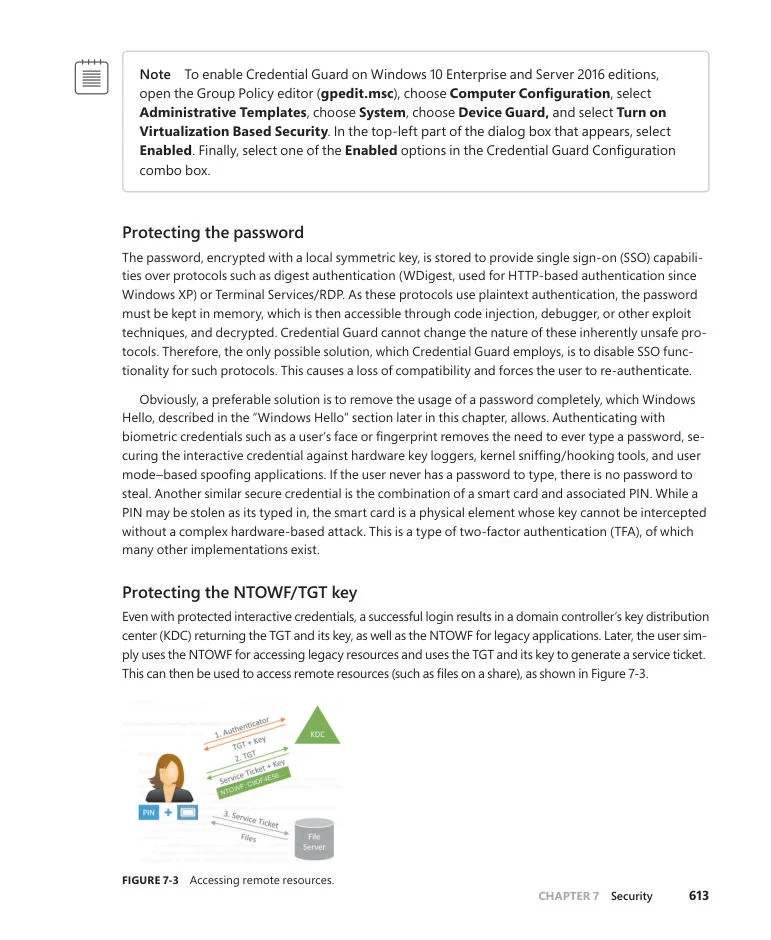 Note To enable Credential Guard on Windows 10 Enterprise and Server 2016 editions,
open the Group Policy editor (gpedit.msc), choose Computer Configuration, select
Administrative Templates, choose System, choose Device Guard, and select Turn on
Virtualization Based Security. In the top-left part of the dialog box that appears, select
Enabled. Finally, select one of the Enabled options in the Credential Guard Configuration
combo box.
Protecting the password
The password, encrypted with a local symmetric key, is stored to provide single sign-on (SSO) capabili-
ties over protocols such as digest authentication (WDigest, used for HTTP-based authentication since
Windows XP) or Terminal Services/RDP. As these protocols use plaintext authentication, the password
must be kept in memory, which is then accessible through code injection, debugger, or other exploit
techniques, and decrypted. Credential Guard cannot change the nature of these inherently unsafe pro-
tocols. Therefore, the only possible solution, which Credential Guard employs, is to disable SSO func-
tionality for such protocols. This causes a loss of compatibility and forces the user to re-authenticate.
Obviously, a preferable solution is to remove the usage of a password completely, which Windows
Hello, described in the “Windows Hello” section later in this chapter, allows. Authenticating with
biometric credentials such as a user’s face or fingerprint removes the need to ever type a password, se-
curing the interactive credential against hardware key loggers, kernel sniffing/hooking tools, and user
mode–based spoofing applications. If the user never has a password to type, there is no password to
steal. Another similar secure credential is the combination of a smart card and associated PIN. While a
PIN may be stolen as its typed in, the smart card is a physical element whose key cannot be intercepted
without a complex hardware-based attack. This is a type of two-factor authentication (TFA), of which
many other implementations exist.
Protecting the NTOWF/TGT key
Even with protected interactive credentials, a successful login results in a domain controller’s key distribution
center (KDC) returning the TGT and its key, as well as the NTOWF for legacy applications. Later, the user sim-
ply uses the NTOWF for accessing legacy resources and uses the TGT and its key to generate a service ticket.
This can then be used to access remote resources (such as files on a share), as shown in Figure 7-3.
1. Authenticator
TGT + Key
KDC
2. TGT
Service Ticket + Key
NTOWF:
PIN +
3. Service Ticket
Files
File
Server
FIGURE 7-3 Accessing remote resources.
CHAPTER 7 Security 613